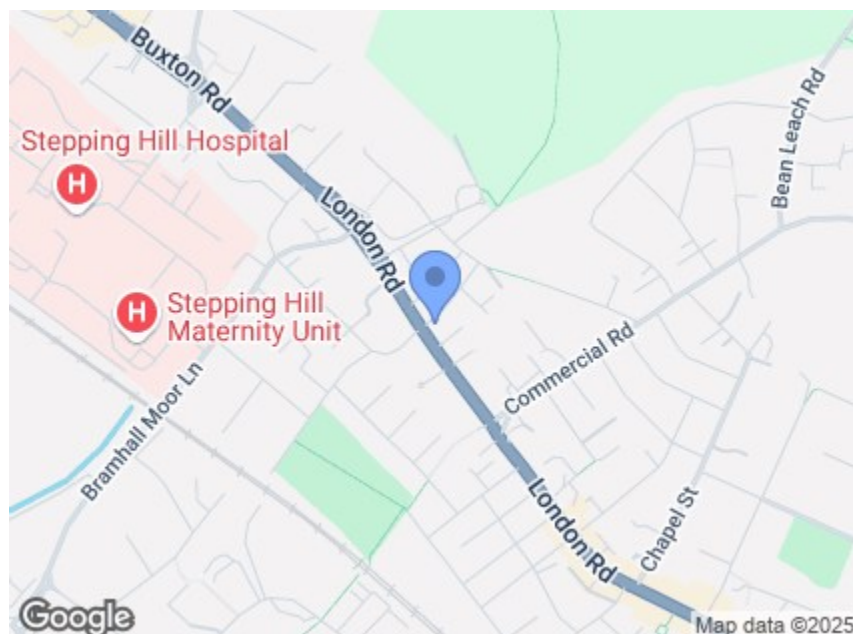 Buxton Rd
Stepping Hill Hospital
H
London Rd
Bean Leach Rd
H
Stepping Hill
Maternity Unit
Commercial Rd
Bramhall Moor Ln
London Rd
Chapel St
Google
Map data ©2025